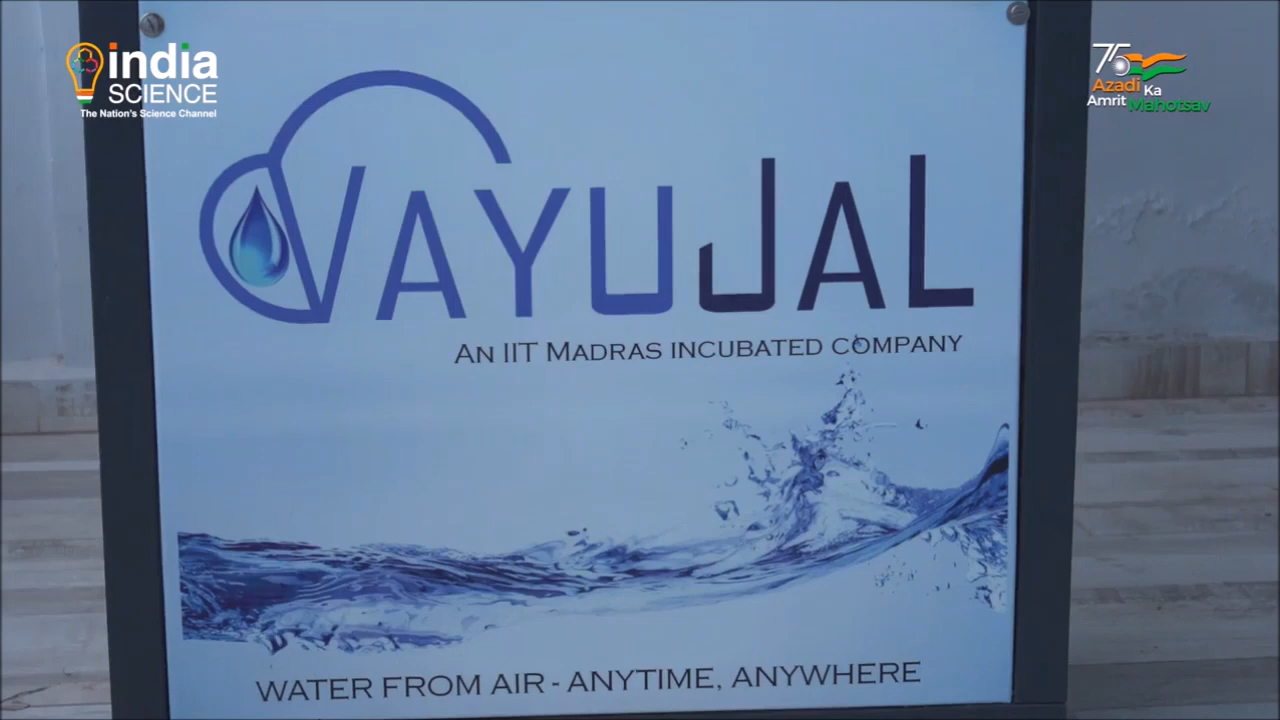 india
SCIENCE
The Nation's Science Channel
75
Azadi Ka
Amrit Mahotsav
VAYUJAL
AN IIT MADRAS INCUBATED COMPANY
WATER FROM AIR - ANYTIME, ANYWHERE